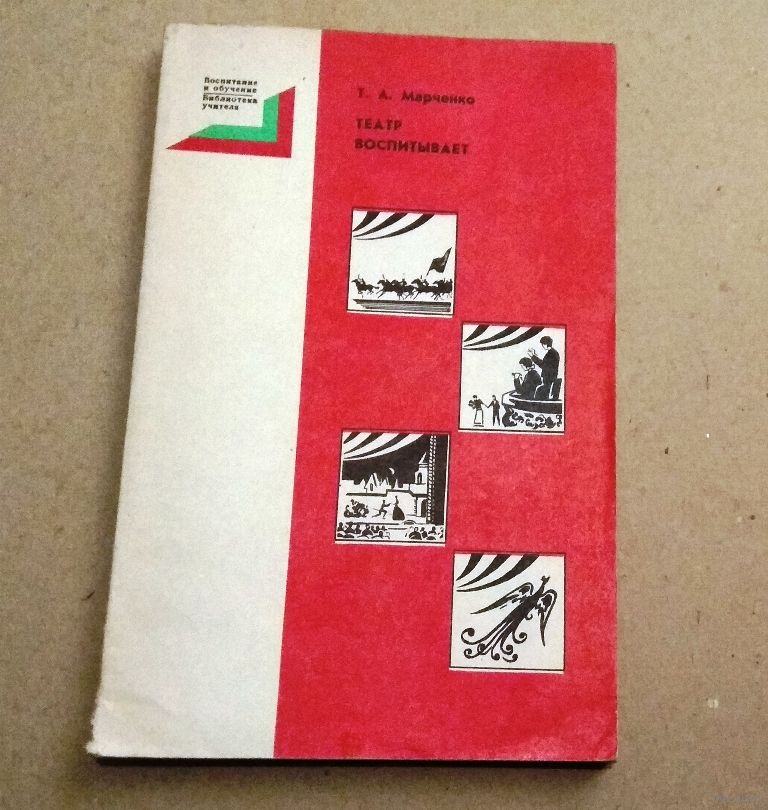 Воспитание
и обучение
Библиотека
учителя
Т. А. Марченко
ТЕАТР
ВОСПИТЫВАЕТ